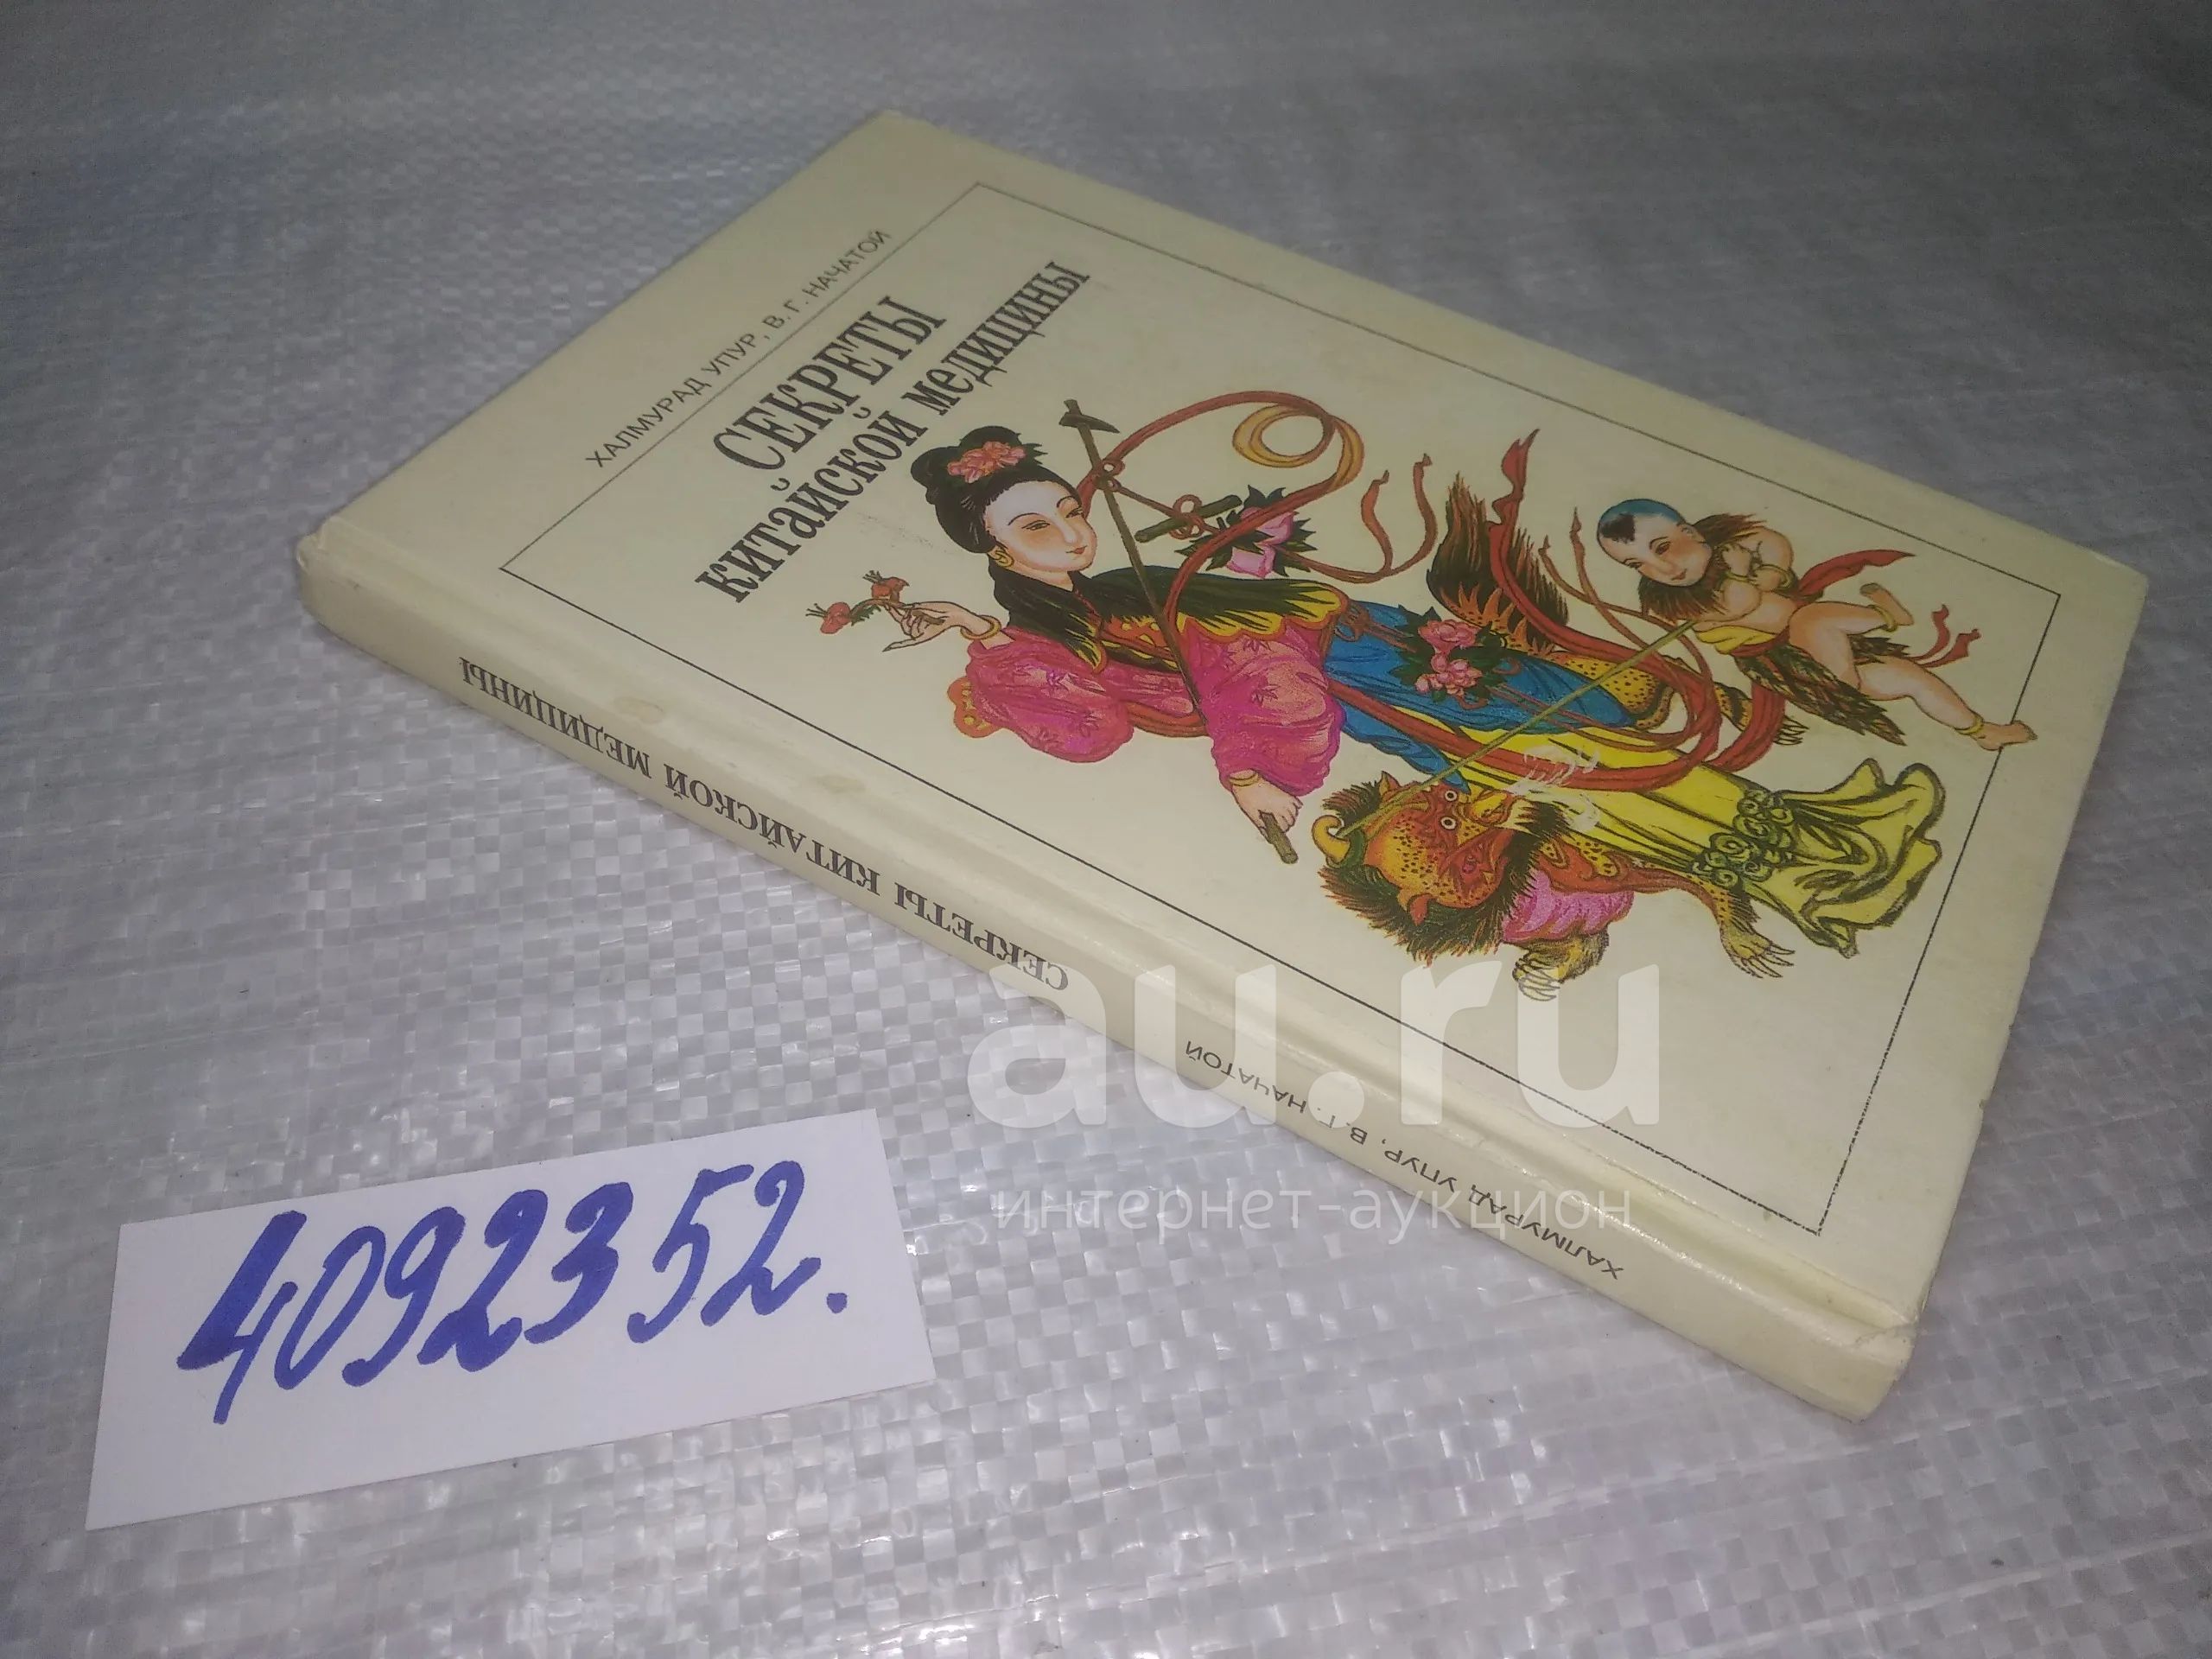 ХАЛМУРАД УПУР, В. Г. НАЧАТОЙ
СЕКРЕТЫ
китайской медицины
СЕКРЕТЫ КИТАЙСКОЙ МЕДИЦИНЫ
ХАЛМУРАД УПУР, В. Г. НАЧАТОЙ
au.ru
интернет-аукцион
4092352.